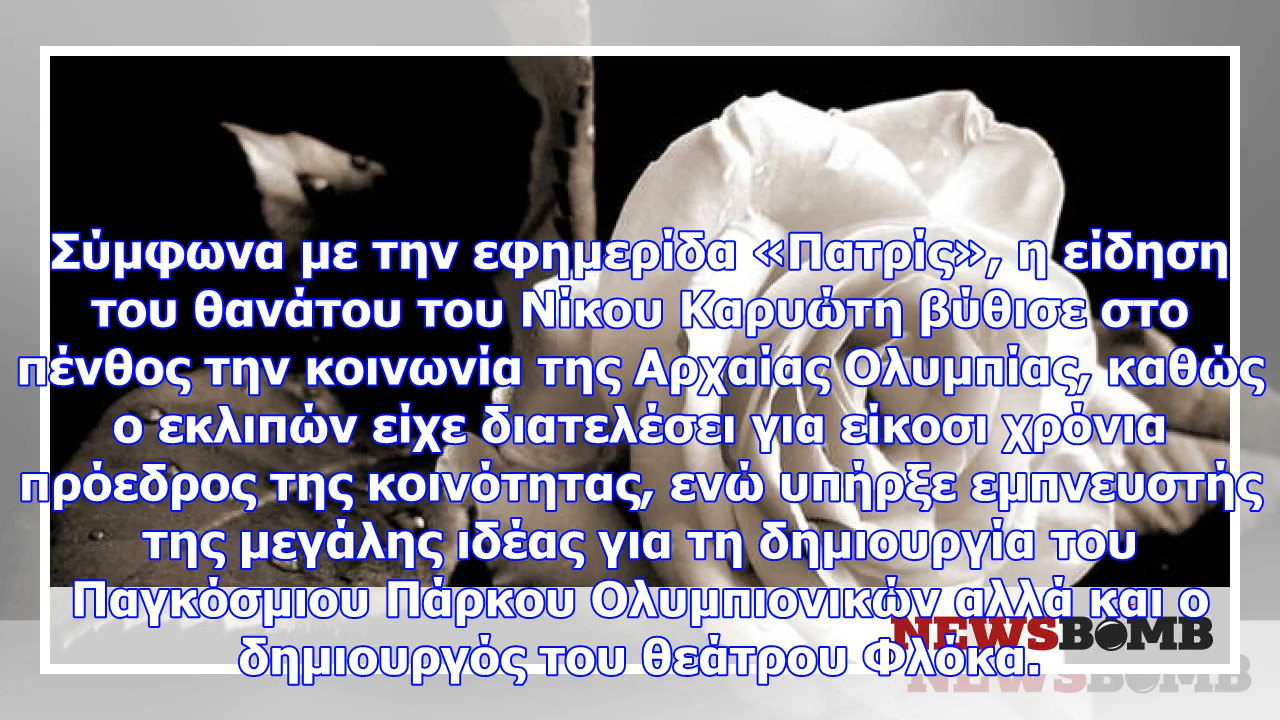 Σύμφωνα με την εφημερίδα «Πατρίς», η είδηση
του θανάτου του Νίκου Καρυώτη βύθισε στο
πένθος την κοινωνία της Αρχαίας Ολυμπίας, καθώς
ο εκλιπών είχε διατελέσει για είκοσι χρόνια
πρόεδρος της κοινότητας, ενώ υπήρξε εμπνευστής
της μεγάλης ιδέας για τη δημιουργία του
Παγκόσμιου Πάρκου Ολυμπιονικών αλλά και ο
δημιουργός του θεάτρου Φλόκα.
NEWSBOMB
NEWSBOMB